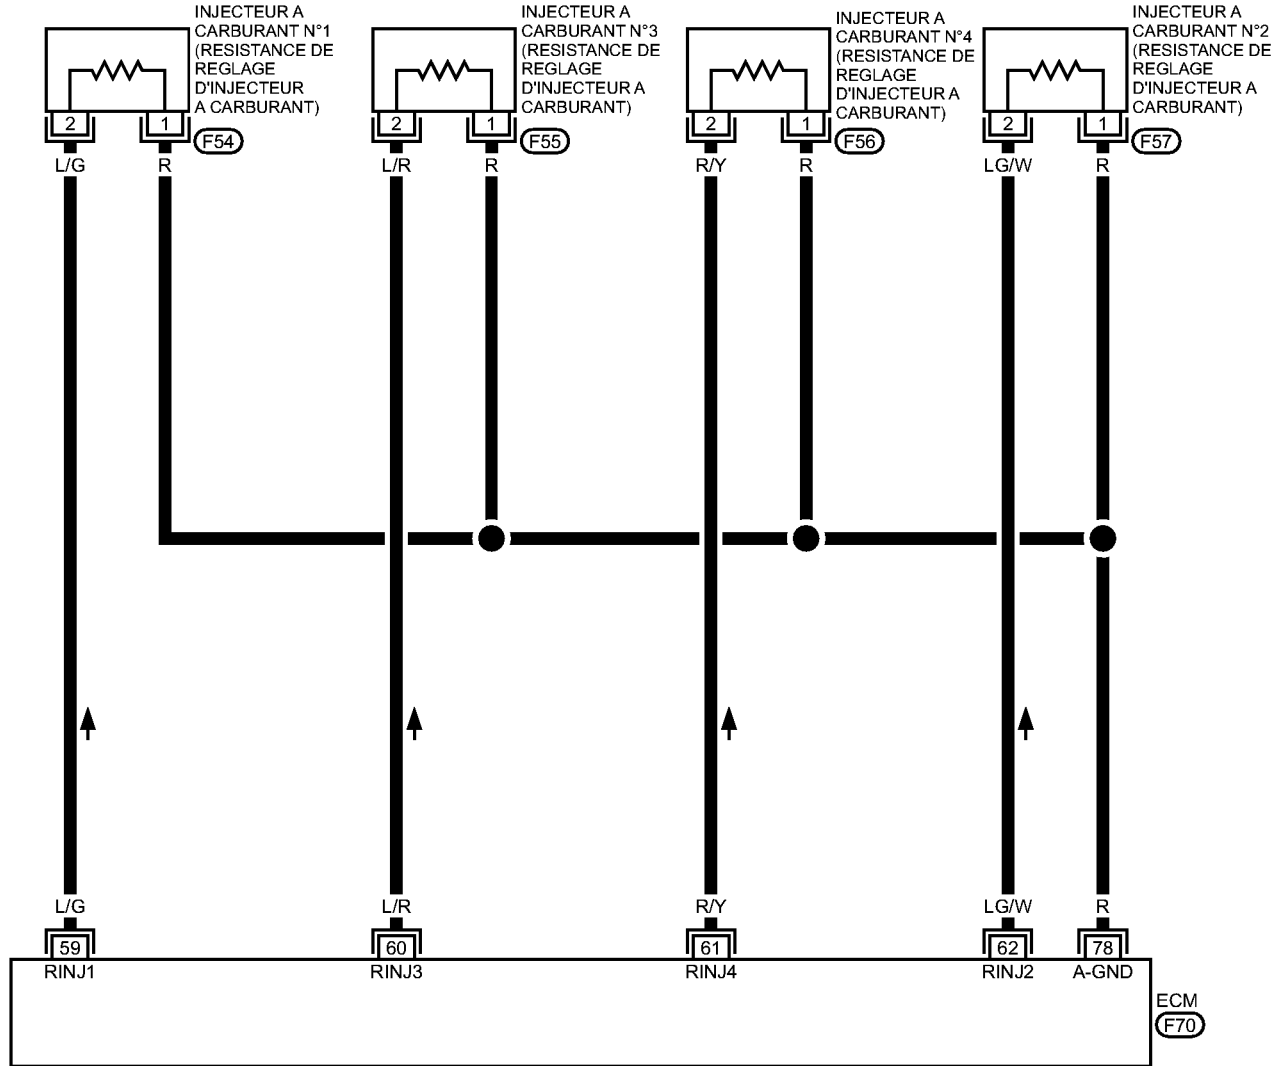 INJECTEUR A
CARBURANT N°1
(RESISTANCE DE
REGLAGE
D'INJECTEUR
A CARBURANT)
INJECTEUR A
CARBURANT N°3
(RESISTANCE DE
REGLAGE
D'INJECTEUR A
CARBURANT)
INJECTEUR A
CARBURANT N°4
(RESISTANCE DE
REGLAGE
D'INJECTEUR A
CARBURANT)
INJECTEUR A
CARBURANT N°2
(RESISTANCE DE
REGLAGE
D'INJECTEUR A
CARBURANT)
2 1 F54 2 1 F55 2 1 F56 2 1 F57
L/G R L/R R R/Y R LG/W R
L/G L/R R/Y LG/W R
59 60 61 62 78
RINJ1 RINJ3 RINJ4 RINJ2 A-GND
ECM
F70